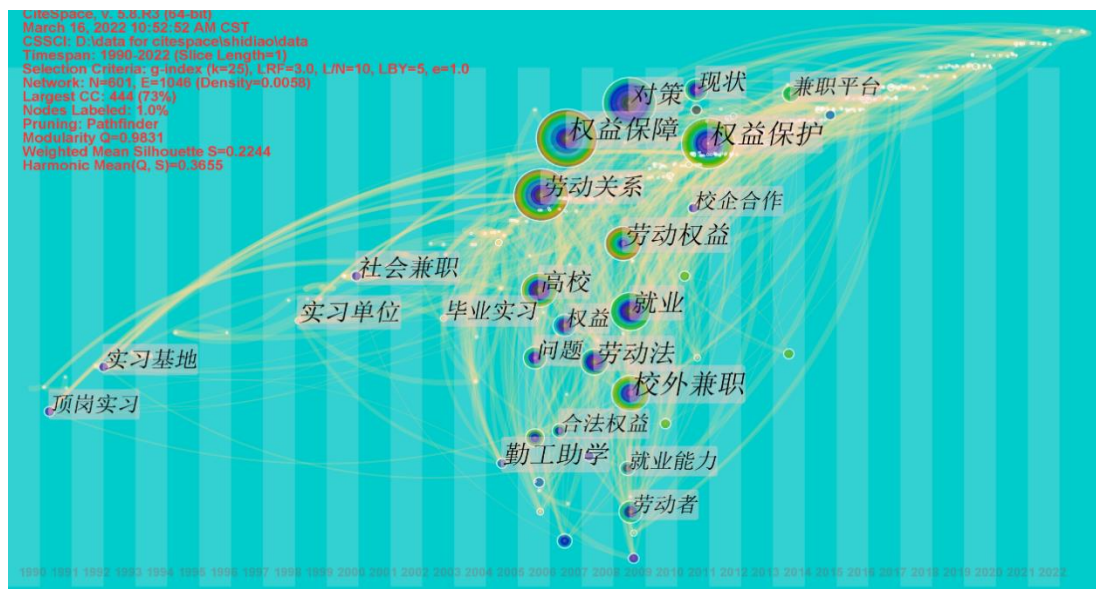 CiteSpace, v. 5.8.R3 (64-bit)
March 16, 2022 10:52:52 AM CST
CSSCI: D:\data for citespace\shidiao\data
Timespan: 1990-2022 (Slice Length=1)
Selection Criteria: g-index (k=25), LRF=3.0, L/N=10, LBY=5, e=1.0
Network: N=601, E=1046 (Density=0.0058)
Largest CC: 444 (73%)
Nodes Labeled: 1.0%
Pruning: Pathfinder
Modularity Q=0.9831
Weighted Mean Silhouette S=0.2244
Harmonic Mean(Q, S)=0.3655
对策
现状
兼职平台
权益保障
权益保护
劳动关系
校企合作
劳动权益
社会兼职
高校
实习单位
毕业实习
权益
就业
实习基地
问题
劳动法
校外兼职
顶岗实习
合法权益
勤工助学
就业能力
劳动者
1990 1991 1992 1993 1994 1995 1996 1997 1998 1999 2000 2001 2002 2003 2004 2005 2006 2007 2008 2009 2010 2011 2012 2013 2014 2015 2016 2017 2018 2019 2020 2021 2022